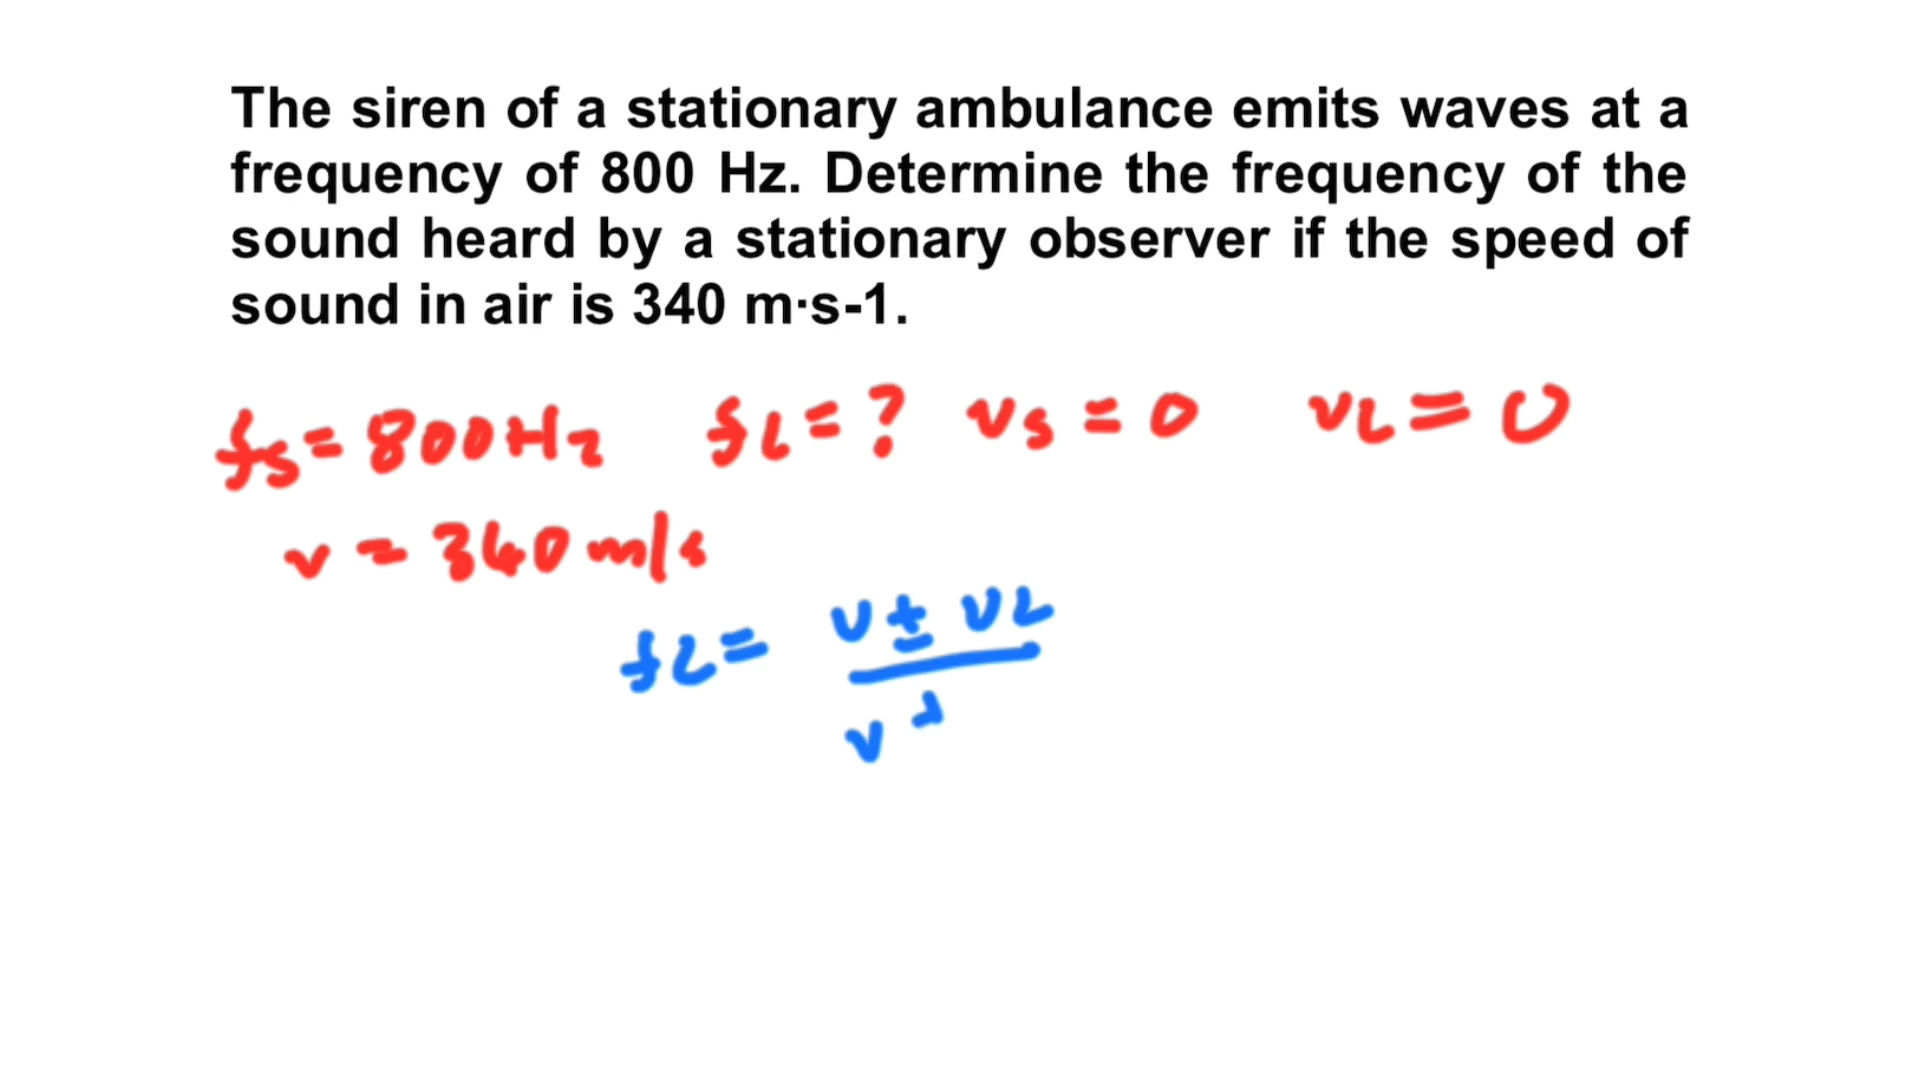 The siren of a stationary ambulance emits waves at a
frequency of 800 Hz. Determine the frequency of the
sound heard by a stationary observer if the speed of
sound in air is 340 m·s-1.
fs = 800Hz fL = ? vs = 0 vL = 0
v = 340 m/s
fL = v ± vL
v